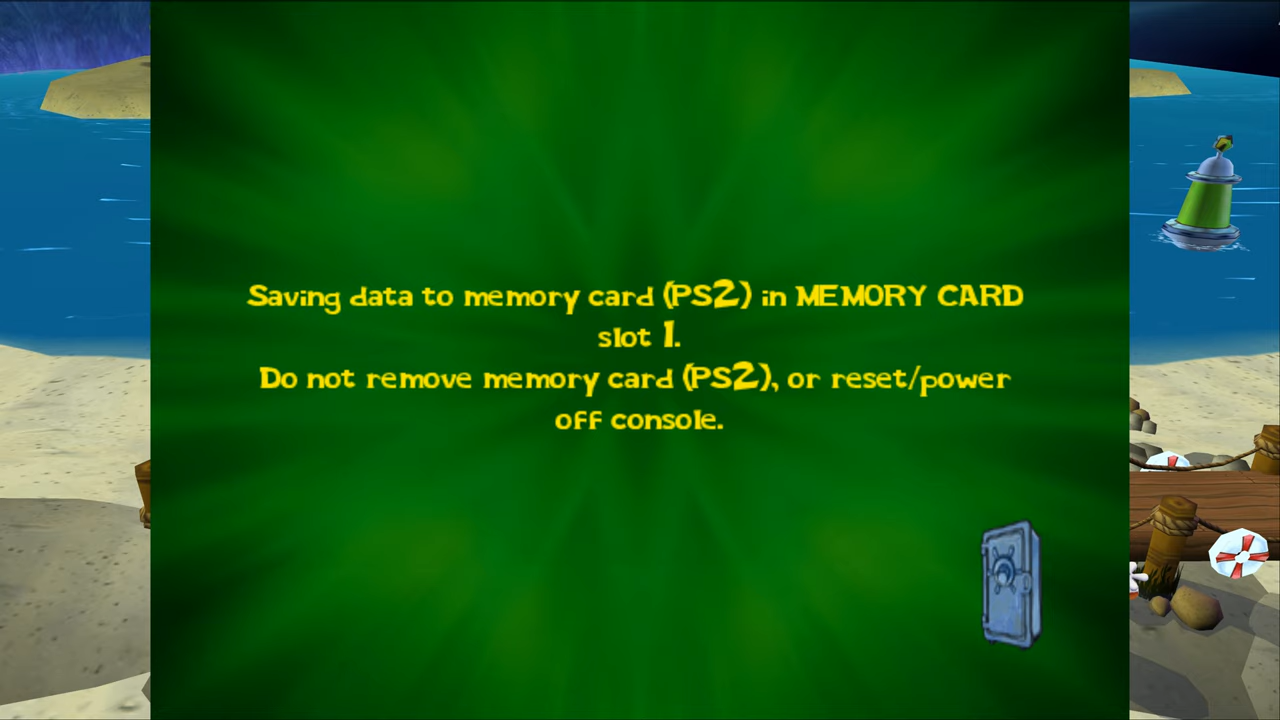 Saving data to memory card (PS2) in MEMORY CARD
slot 1.
Do not remove memory card (PS2), or reset/power
off console.